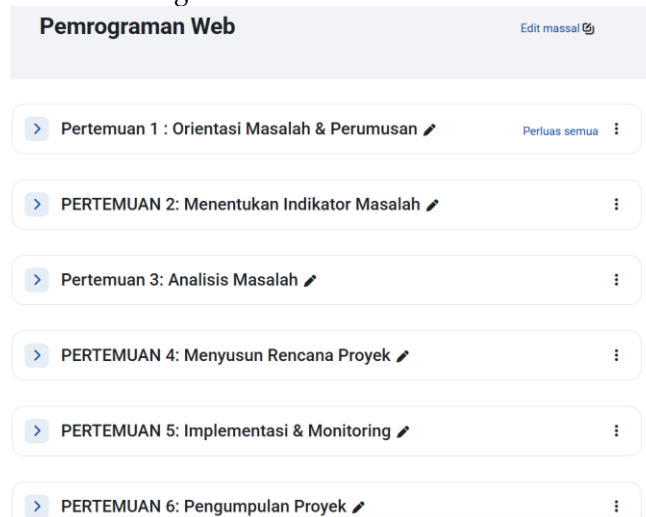 Pemrograman Web
Edit massal
Pertemuan 1 : Orientasi Masalah & Perumusan
Perluas semua
PERTEMUAN 2: Menentukan Indikator Masalah
Pertemuan 3: Analisis Masalah
PERTEMUAN 4: Menyusun Rencana Proyek
PERTEMUAN 5: Implementasi & Monitoring
PERTEMUAN 6: Pengumpulan Proyek